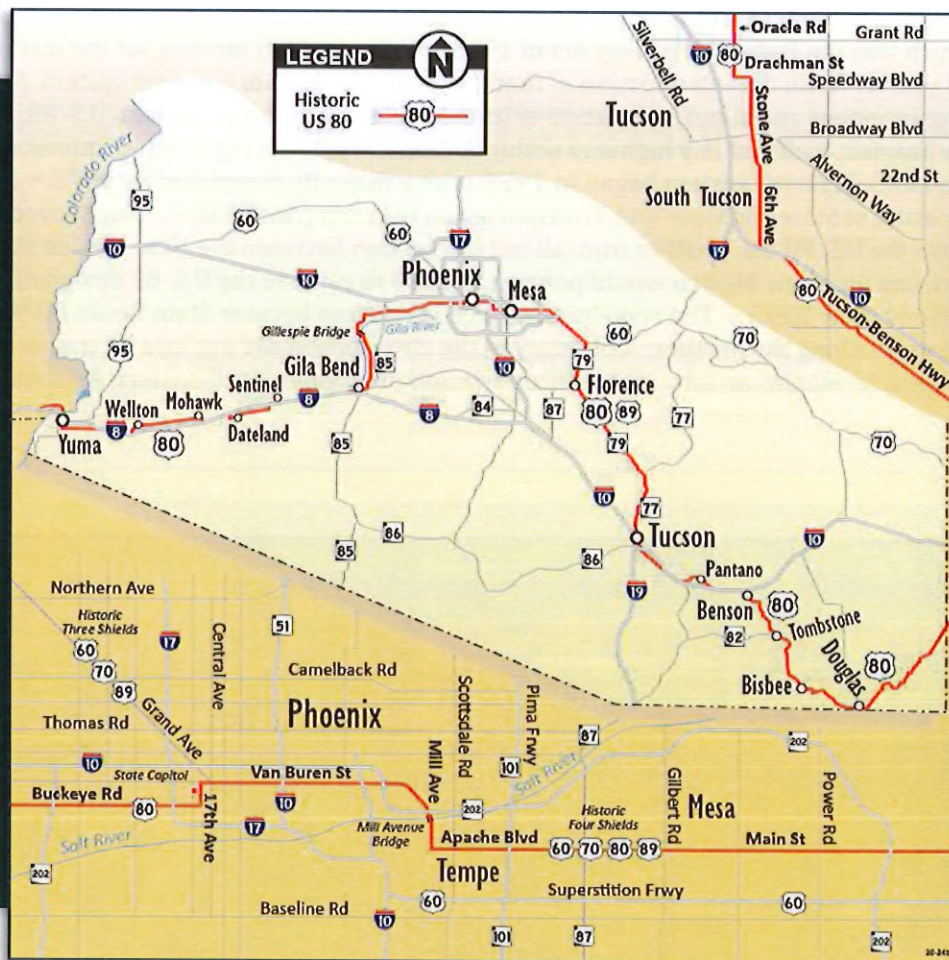 LEGEND
N
Historic
US 80
80
Oracle Rd
Grant Rd
10
80
Drachman St
Silverbell Rd
Speedway Blvd
Tucson
Stone Ave
Broadway Blvd
22nd St
Alvernon Way
South Tucson
6th Ave
19
80
10
Tucson-Benson Hwy
Colorado River
95
60
60
17
10
10
Phoenix
Mesa
Gillespie Bridge
Gila River
60
70
95
85
79
10
Gila Bend
Florence
Sentinel
8
8
84
87
80
89
77
Mohawk
Wellton
Dateland
Yuma
8
80
85
79
70
10
77
86
Tucson
10
85
86
19
Pantano
Benson
80
82
Tombstone
Douglas
80
Bisbee
Northern Ave
Historic
Three Shields
60
70
89
17
Central Ave
51
Camelback Rd
Scottsdale Rd
Pima Frwy
Phoenix
Thomas Rd
Grand Ave
87
202
10
State Capitol
Van Buren St
Mill Ave
101
Salt River
Gilbert Rd
Mesa
Power Rd
Buckeye Rd
80
17th Ave
10
17
202
Historic
Four Shields
Mill Avenue
Bridge
Salt River
Apache Blvd
60
70
80
89
Main St
202
Tempe
Superstition Frwy
60
60
Baseline Rd
10
101
87
202